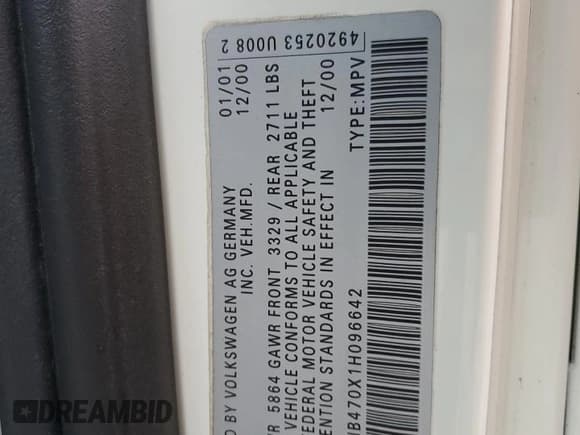 4920253 U008 2
D BY VOLKSWAGEN AG GERMANY 01/01
INC. VEH.MFD. 12/00
R 5864 GAWR FRONT 3329 / REAR 2711 LBS
VEHICLE CONFORMS TO ALL APPLICABLE
FEDERAL MOTOR VEHICLE SAFETY AND THEFT
ENTION STANDARDS IN EFFECT IN 12/00
B470X1H096642 TYPE:MPV
DREAMBID